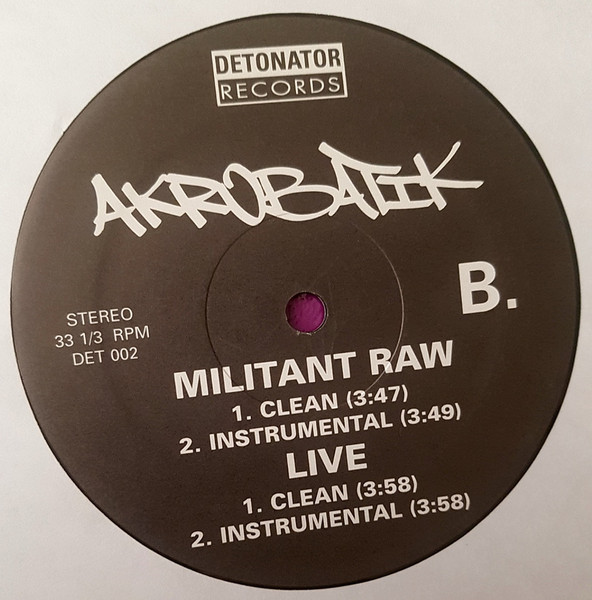 DETONATOR
RECORDS
AKROBATIK
B.
STEREO
33 1/3 RPM
DET 002
MILITANT RAW
1. CLEAN (3:47)
2. INSTRUMENTAL (3:49)
LIVE
1. CLEAN (3:58)
2. INSTRUMENTAL (3:58)